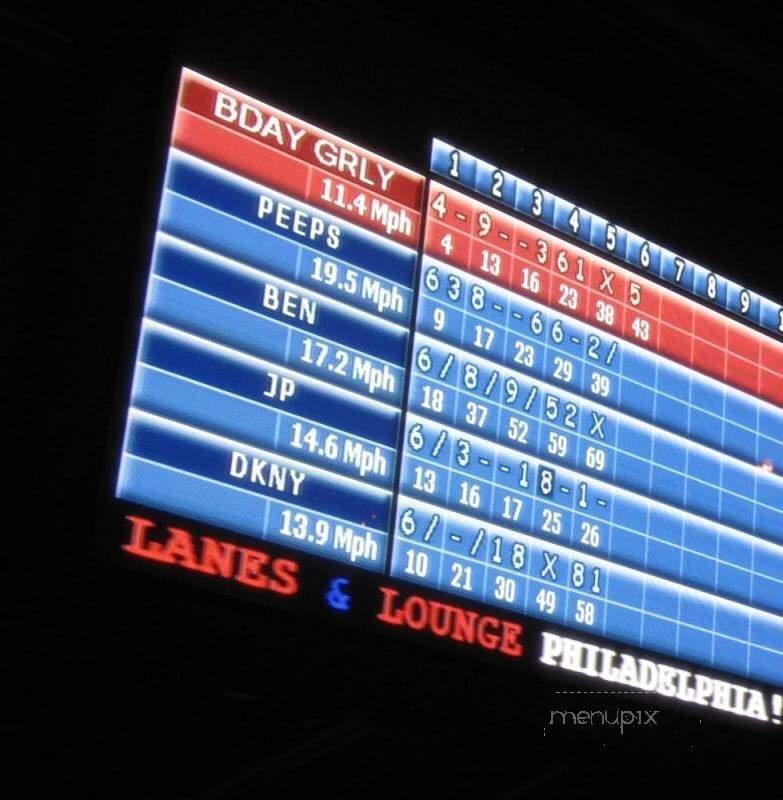 1 2 3 4 5 6 7 8 9
BDAY GRLY 4 - 9 - - 3 6 1 X 5
11.4 Mph 4 13 16 23 38 43
PEEPS 6 3 8 - - 6 6 - 2 /
19.5 Mph 9 17 23 29 39
BEN 6 / 8 / 9 / 5 2 X
17.2 Mph 18 37 52 59 69
JP 6 / 3 - - 1 8 - 1 -
14.6 Mph 13 16 17 25 26
DKNY 6 / - / 1 8 X 8 1
13.9 Mph 10 21 30 49 58
LANES & LOUNGE PHILADELPHIA!
menupix